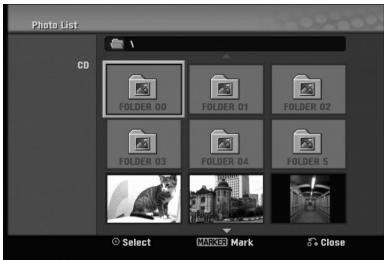 Photo List
\
CD
FOLDER 00
FOLDER 01
FOLDER 02
FOLDER 03
FOLDER 04
FOLDER 5
Select
MARKER Mark
Close